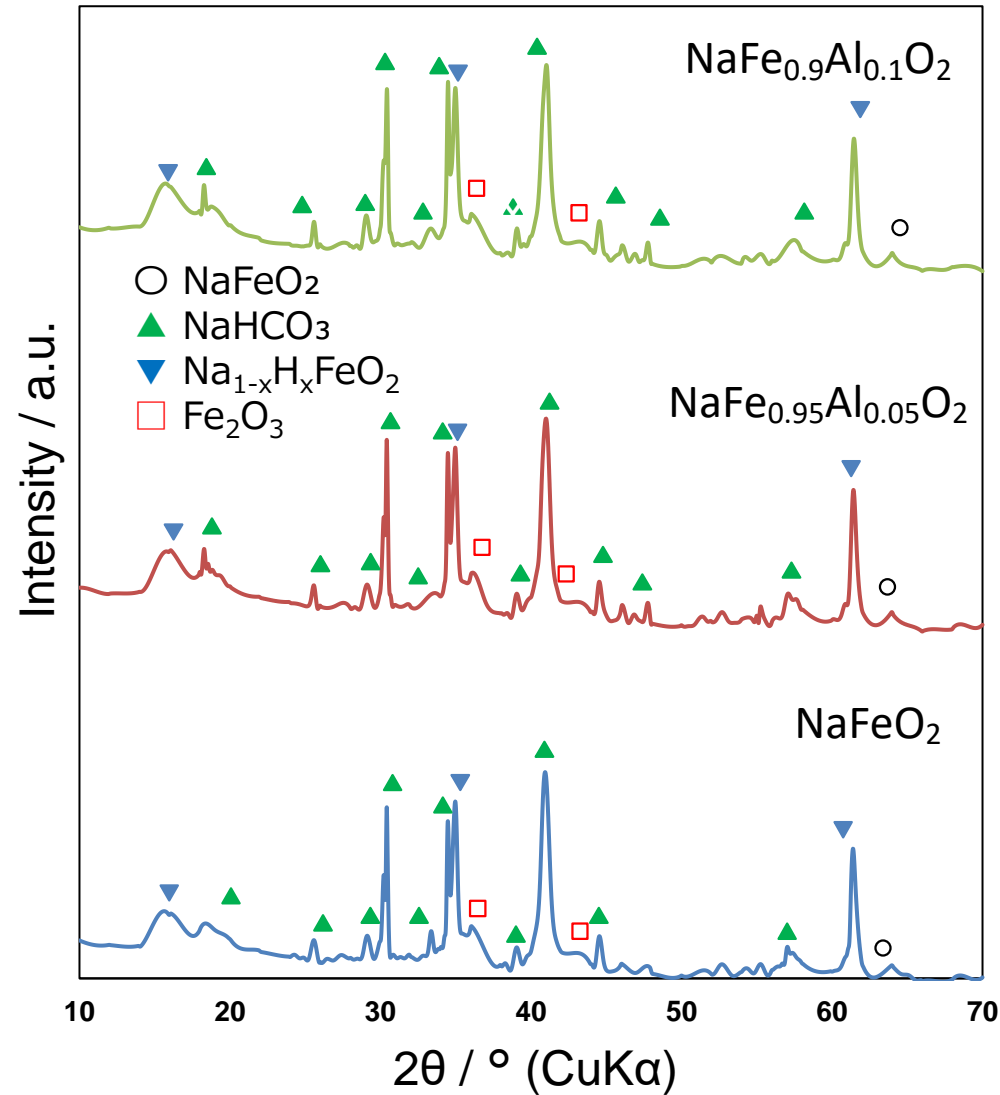 NaFe₀.₉Al₀.₁O₂
NaFeO₂
NaHCO₃
Na₁₋ₓHₓFeO₂
Fe₂O₃
NaFe₀.₉₅Al₀.₀₅O₂
NaFeO₂
Intensity / a.u.
10 20 30 40 50 60 70
2θ / ° (CuKα)